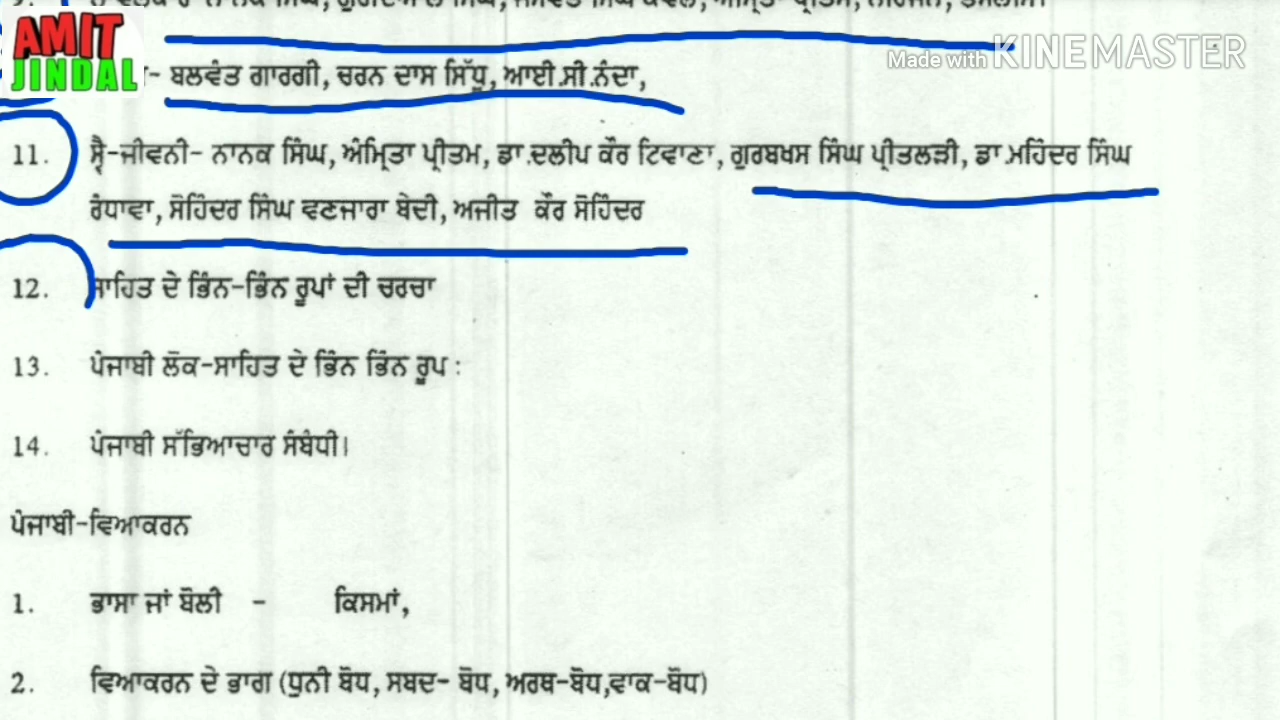 AMIT
JINDAL
Made with KINEMASTER
ਬਲਵੰਤ ਗਾਰਗੀ, ਚਰਨ ਦਾਸ ਸਿੱਧੂ, ਆਈ.ਸੀ.ਨੰਦਾ,
11. ਸ੍ਵੈ-ਜੀਵਨੀ- ਨਾਨਕ ਸਿੰਘ, ਅੰਮ੍ਰਿਤਾ ਪ੍ਰੀਤਮ, ਡਾ.ਦਲੀਪ ਕੌਰ ਟਿਵਾਣਾ, ਗੁਰਬਖਸ ਸਿੰਘ ਪ੍ਰੀਤਲੜੀ, ਡਾ.ਮਹਿੰਦਰ ਸਿੰਘ
ਰੰਧਾਵਾ, ਸੋਹਿੰਦਰ ਸਿੰਘ ਵਣਜਾਰਾ ਬੇਦੀ, ਅਜੀਤ ਕੌਰ ਸੋਹਿੰਦਰ
12. ਸਾਹਿਤ ਦੇ ਭਿੰਨ-ਭਿੰਨ ਰੂਪਾਂ ਦੀ ਚਰਚਾ
13. ਪੰਜਾਬੀ ਲੋਕ-ਸਾਹਿਤ ਦੇ ਭਿੰਨ ਭਿੰਨ ਰੂਪ :
14. ਪੰਜਾਬੀ ਸੱਭਿਆਚਾਰ ਸੰਬੰਧੀ।
ਪੰਜਾਬੀ-ਵਿਆਕਰਨ
1. ਭਾਸਾ ਜਾਂ ਬੋਲੀ - ਕਿਸਮਾਂ,
2. ਵਿਆਕਰਨ ਦੇ ਭਾਗ (ਧੁਨੀ ਬੋਧ, ਸਬਦ- ਬੋਧ, ਅਰਥ-ਬੋਧ,ਵਾਕ-ਬੋਧ)